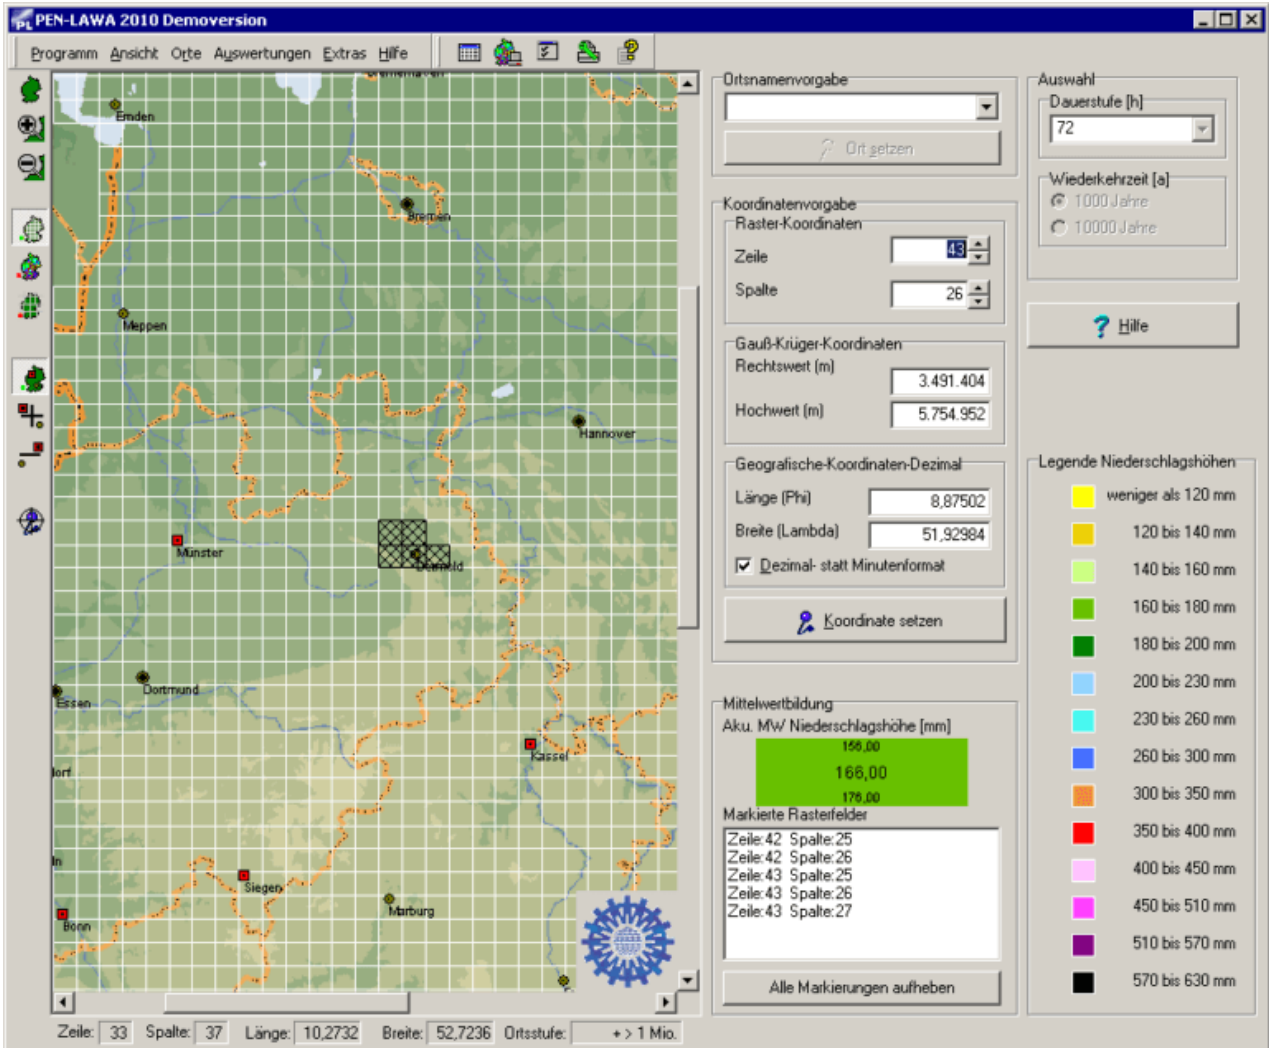 PEN-LAWA 2010 Demoversion
Programm Ansicht Orte Auswertungen Extras Hilfe
Bremerhaven
Emden
Bremen
Meppen
Hannover
Münster
Detmold
Dortmund
Essen
Kassel
lorf
ln
Siegen
Marburg
Bonn
Zeile: 33 Spalte: 37 Länge: 10,2732 Breite: 52,7236 Ortsstufe: + > 1 Mio.
Ortsnamenvorgabe
Ort setzen
Koordinatenvorgabe
Raster-Koordinaten
Zeile 43
Spalte 26
Gauß-Krüger-Koordinaten
Rechtswert (m) 3.491.404
Hochwert (m) 5.754.952
Geografische-Koordinaten-Dezimal
Länge (Phi) 8,87502
Breite (Lambda) 51,92984
Dezimal- statt Minutenformat
Koordinate setzen
Mittelwertbildung
Aku. MW Niederschlagshöhe [mm]
156,00
166,00
176,00
Markierte Rasterfelder
Zeile:42 Spalte:25
Zeile:42 Spalte:26
Zeile:43 Spalte:25
Zeile:43 Spalte:26
Zeile:43 Spalte:27
Alle Markierungen aufheben
Auswahl
Dauerstufe [h]
72
Wiederkehrzeit [a]
1000 Jahre
10000 Jahre
Hilfe
Legende Niederschlagshöhen
weniger als 120 mm
120 bis 140 mm
140 bis 160 mm
160 bis 180 mm
180 bis 200 mm
200 bis 230 mm
230 bis 260 mm
260 bis 300 mm
300 bis 350 mm
350 bis 400 mm
400 bis 450 mm
450 bis 510 mm
510 bis 570 mm
570 bis 630 mm